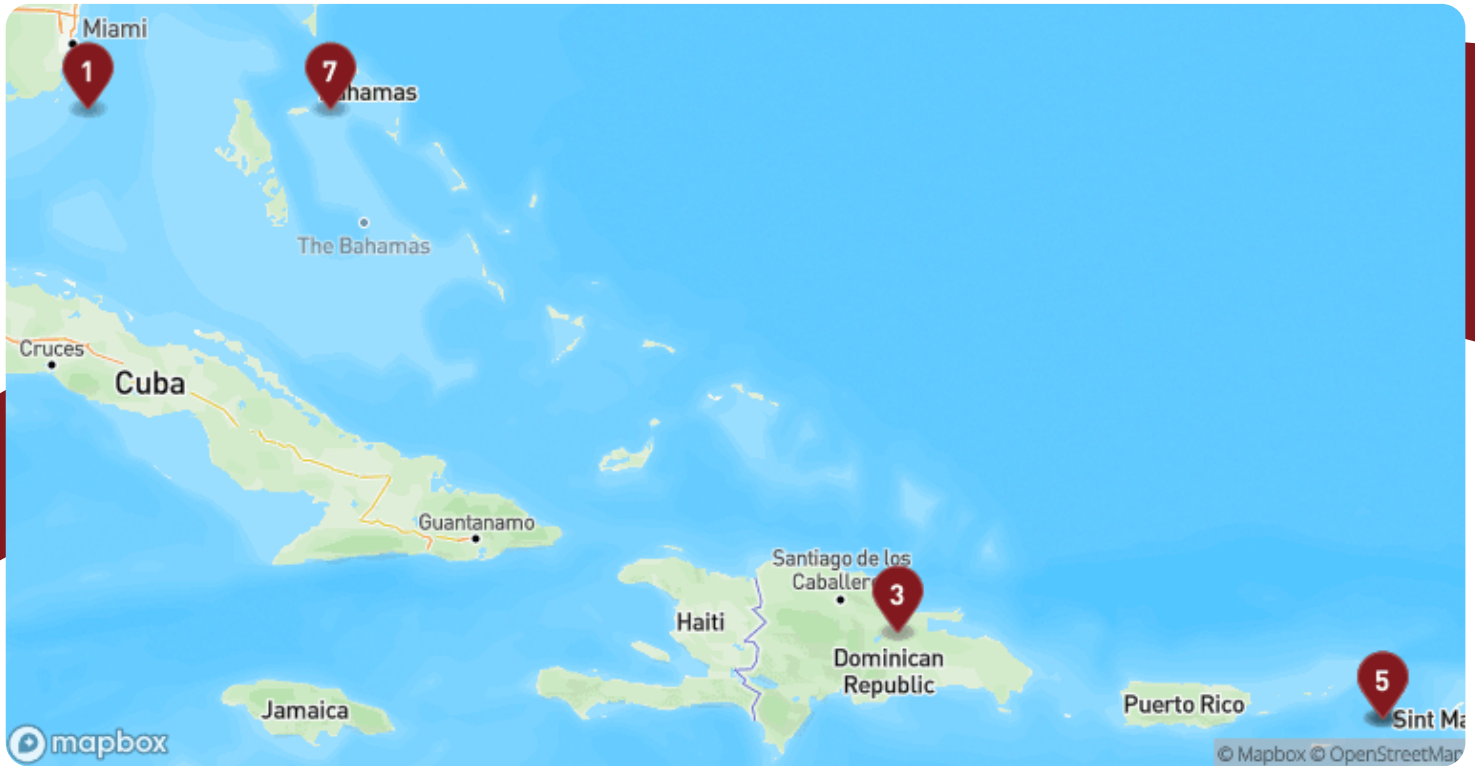 Miami
1
7
hamas
The Bahamas
Cruces
Cuba
Guantanamo
Santiago de los
Caballer
3
Haiti
Dominican
Republic
Jamaica
Puerto Rico
5
Sint Ma
mapbox
© Mapbox © OpenStreetMap